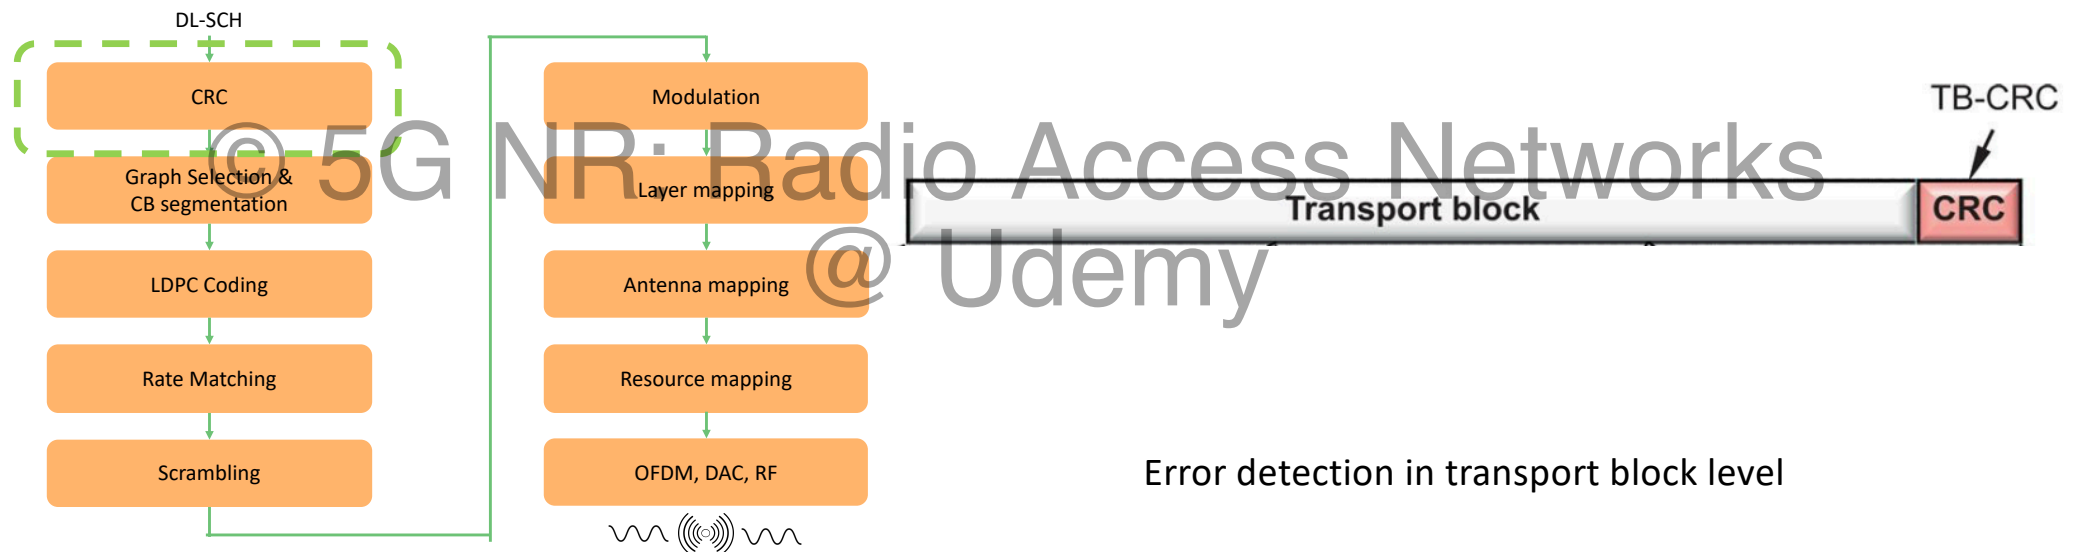 DL-SCH
CRC
Graph Selection &
CB segmentation
LDPC Coding
Rate Matching
Scrambling
Modulation
Layer mapping
Antenna mapping
Resource mapping
OFDM, DAC, RF
TB-CRC
Transport block
CRC
Error detection in transport block level
© 5G NR: Radio Access Networks
@ Udemy